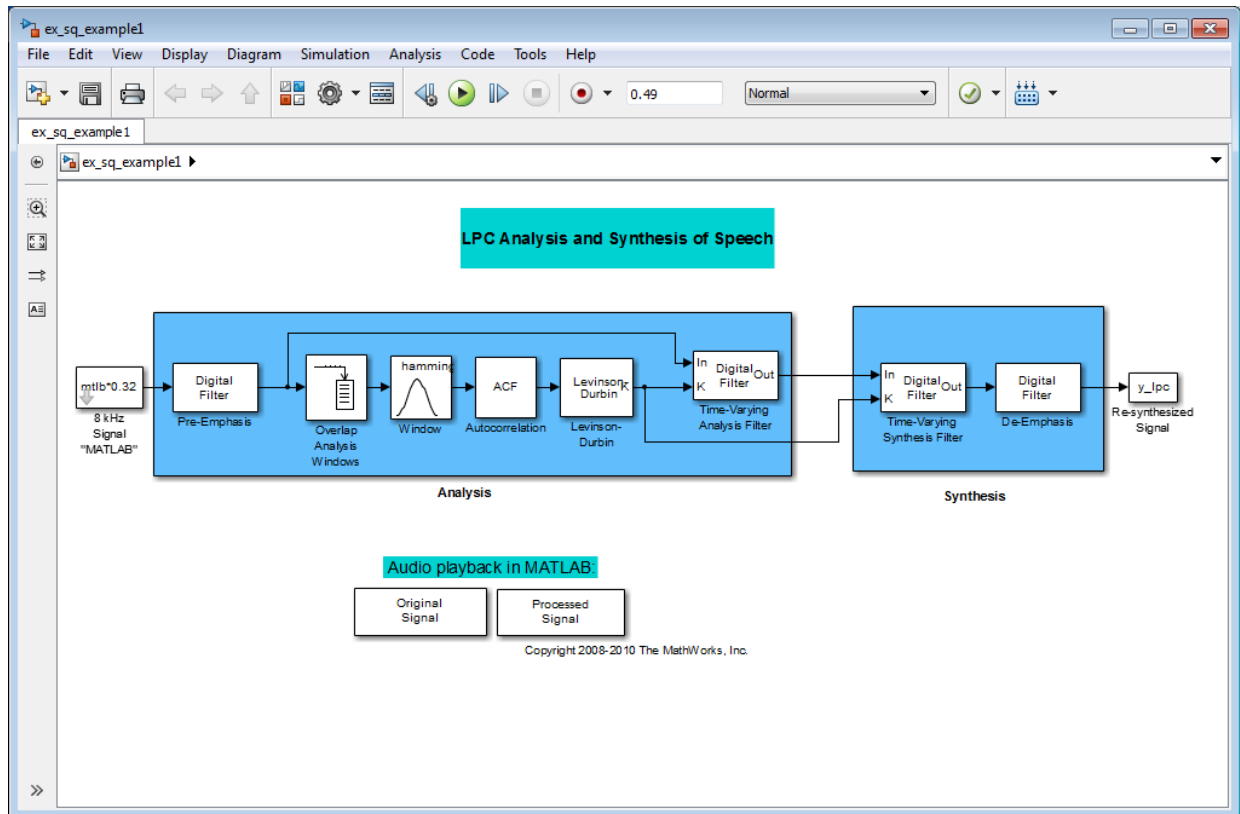 ex_sq_example1
File Edit View Display Diagram Simulation Analysis Code Tools Help
0.49
Normal
ex_sq_example1
ex_sq_example1
LPC Analysis and Synthesis of Speech
mtlb*0.32
8 kHz
Signal
"MATLAB"
Digital
Filter
Pre-Emphasis
Overlap
Analysis
Windows
hamming
Window
ACF
Autocorrelation
Levinson
Durbin
K
Levinson-
Durbin
In
K
Digital
Filter
Out
Time-Varying
Analysis Filter
Analysis
In
K
Digital
Filter
Out
Time-Varying
Synthesis Filter
Digital
Filter
De-Emphasis
Synthesis
y_lpc
Re-synthesized
Signal
Audio playback in MATLAB:
Original
Signal
Processed
Signal
Copyright 2008-2010 The MathWorks, Inc.